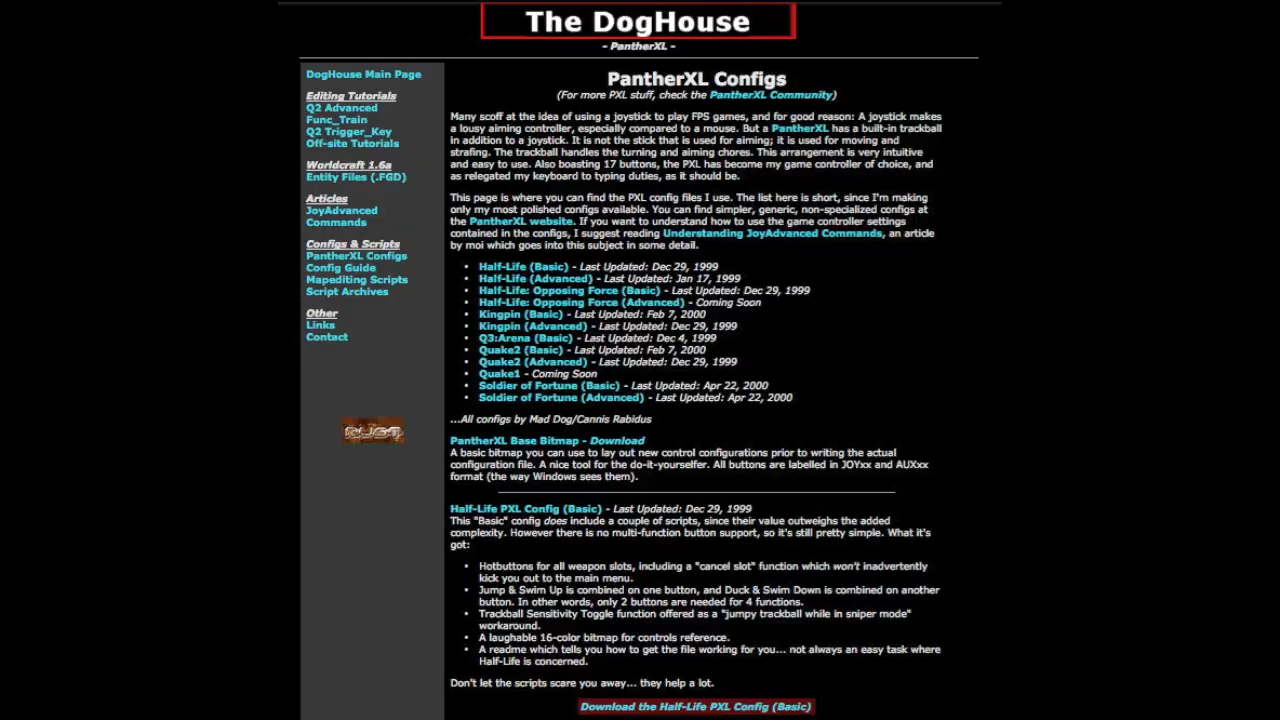 The DogHouse
- PantherXL -
DogHouse Main Page
Editing Tutorials
Q2 Advanced
Func_Train
Q2 Trigger_Key
Off-site Tutorials
Worldcraft 1.6a
Entity Files (.FGD)
Articles
JoyAdvanced
Commands
Configs & Scripts
PantherXL Configs
Config Guide
Mapediting Scripts
Script Archives
Other
Links
Contact
PantherXL Configs
(For more PXL stuff, check the PantherXL Community)
Many scoff at the idea of using a joystick to play FPS games, and for good reason: A joystick makes
a lousy aiming controller, especially compared to a mouse. But a PantherXL has a built-in trackball
in addition to a joystick. It is not the stick that is used for aiming; it is used for moving and
strafing. The trackball handles the turning and aiming chores. This arrangement is very intuitive
and easy to use. Also boasting 17 buttons, the PXL has become my game controller of choice, and
as relegated my keyboard to typing duties, as it should be.
This page is where you can find the PXL config files I use. The list here is short, since I'm making
only my most polished configs available. You can find simpler, generic, non-specialized configs at
the PantherXL website. If you want to understand how to use the game controller settings
contained in the configs, I suggest reading Understanding JoyAdvanced Commands, an article
by moi which goes into this subject in some detail.
• Half-Life (Basic) - Last Updated: Dec 29, 1999
• Half-Life (Advanced) - Last Updated: Jan 17, 1999
• Half-Life: Opposing Force (Basic) - Last Updated: Dec 29, 1999
• Half-Life: Opposing Force (Advanced) - Coming Soon
• Kingpin (Basic) - Last Updated: Feb 7, 2000
• Kingpin (Advanced) - Last Updated: Dec 29, 1999
• Q3:Arena (Basic) - Last Updated: Dec 4, 1999
• Quake2 (Basic) - Last Updated: Feb 7, 2000
• Quake2 (Advanced) - Last Updated: Dec 29, 1999
• Quake1 - Coming Soon
• Soldier of Fortune (Basic) - Last Updated: Apr 22, 2000
• Soldier of Fortune (Advanced) - Last Updated: Apr 22, 2000
...All configs by Mad Dog/Cannis Rabidus
PantherXL Base Bitmap - Download
A basic bitmap you can use to lay out new control configurations prior to writing the actual
configuration file. A nice tool for the do-it-yourselfer. All buttons are labelled in JOYxx and AUXxx
format (the way Windows sees them).
Half-Life PXL Config (Basic) - Last Updated: Dec 29, 1999
This "Basic" config does include a couple of scripts, since their value outweighs the added
complexity. However there is no multi-function button support, so it's still pretty simple. What it's
got:
• Hotbuttons for all weapon slots, including a "cancel slot" function which won't inadvertently
kick you out to the main menu.
• Jump & Swim Up is combined on one button, and Duck & Swim Down is combined on another
button. In other words, only 2 buttons are needed for 4 functions.
• Trackball Sensitivity Toggle function offered as a "jumpy trackball while in sniper mode"
workaround.
• A laughable 16-color bitmap for controls reference.
• A readme which tells you how to get the file working for you... not always an easy task where
Half-Life is concerned.
Don't let the scripts scare you away... they help a lot.
Download the Half-Life PXL Config (Basic)